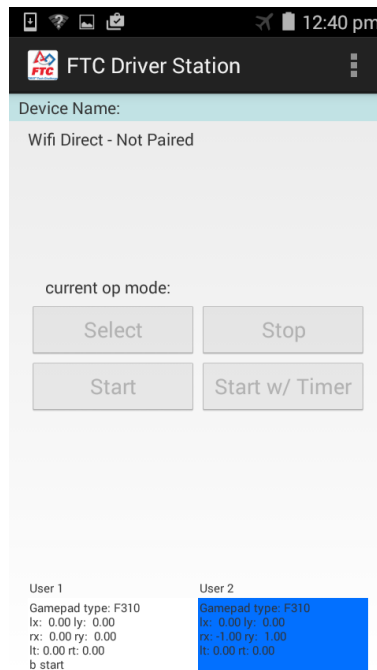 12:40 pm
FTC FTC Driver Station
Device Name:
Wifi Direct - Not Paired
current op mode:
Select Stop
Start Start w/ Timer
User 1 User 2
Gamepad type: F310 Gamepad type: F310
lx: 0.00 ly: 0.00 lx: 0.00 ly: 0.00
rx: 0.00 ry: 0.00 rx: -1.00 ry: 1.00
lt: 0.00 rt: 0.00 lt: 0.00 rt: 0.00
b start